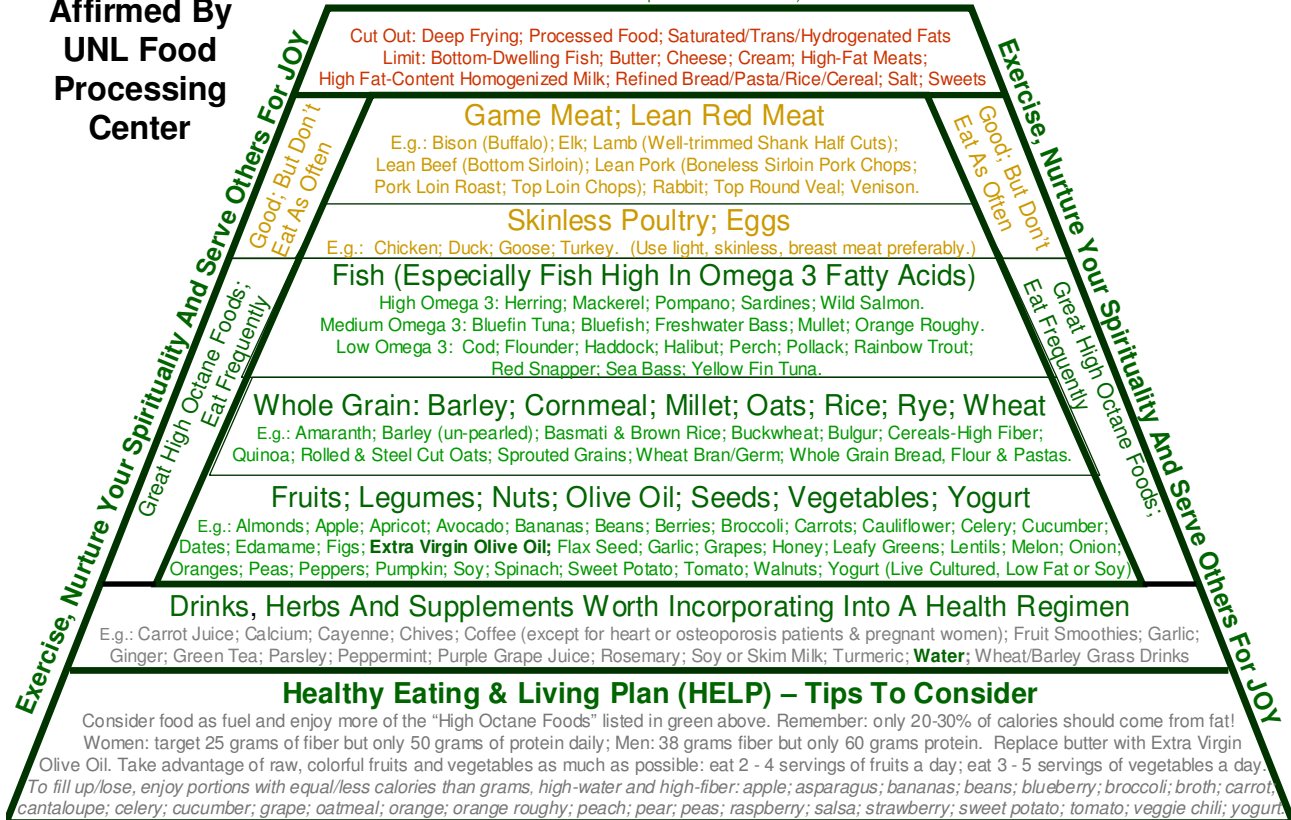 Affirmed By
UNL Food
Processing
Center
Exercise, Nurture Your Spirituality And Serve Others For JOY
Exercise, Nurture Your Spirituality And Serve Others For JOY
Cut Out: Deep Frying; Processed Food; Saturated/Trans/Hydrogenated Fats
Limit: Bottom-Dwelling Fish; Butter; Cheese; Cream; High-Fat Meats;
High Fat-Content Homogenized Milk; Refined Bread/Pasta/Rice/Cereal; Salt; Sweets
Good; But Don't
Eat As Often
Good; But Don't
Eat As Often
Game Meat; Lean Red Meat
E.g.: Bison (Buffalo); Elk; Lamb (Well-trimmed Shank Half Cuts);
Lean Beef (Bottom Sirloin); Lean Pork (Boneless Sirloin Pork Chops;
Pork Loin Roast; Top Loin Chops); Rabbit; Top Round Veal; Venison.
Skinless Poultry; Eggs
E.g.: Chicken; Duck; Goose; Turkey. (Use light, skinless, breast meat preferably.)
Great High Octane Foods;
Eat Frequently
Great High Octane Foods;
Eat Frequently
Fish (Especially Fish High In Omega 3 Fatty Acids)
High Omega 3: Herring; Mackerel; Pompano; Sardines; Wild Salmon.
Medium Omega 3: Bluefin Tuna; Bluefish; Freshwater Bass; Mullet; Orange Roughy.
Low Omega 3: Cod; Flounder; Haddock; Halibut; Perch; Pollack; Rainbow Trout;
Red Snapper; Sea Bass; Yellow Fin Tuna.
Whole Grain: Barley; Cornmeal; Millet; Oats; Rice; Rye; Wheat
E.g.: Amaranth; Barley (un-pearled); Basmati & Brown Rice; Buckwheat; Bulgur; Cereals-High Fiber;
Quinoa; Rolled & Steel Cut Oats; Sprouted Grains; Wheat Bran/Germ; Whole Grain Bread, Flour & Pastas.
Fruits; Legumes; Nuts; Olive Oil; Seeds; Vegetables; Yogurt
E.g.: Almonds; Apple; Apricot; Avocado; Bananas; Beans; Berries; Broccoli; Carrots; Cauliflower; Celery; Cucumber;
Dates; Edamame; Figs; Extra Virgin Olive Oil; Flax Seed; Garlic; Grapes; Honey; Leafy Greens; Lentils; Melon; Onion;
Oranges; Peas; Peppers; Pumpkin; Soy; Spinach; Sweet Potato; Tomato; Walnuts; Yogurt (Live Cultured, Low Fat or Soy)
Drinks, Herbs And Supplements Worth Incorporating Into A Health Regimen
E.g.: Carrot Juice; Calcium; Cayenne; Chives; Coffee (except for heart or osteoporosis patients & pregnant women); Fruit Smoothies; Garlic;
Ginger; Green Tea; Parsley; Peppermint; Purple Grape Juice; Rosemary; Soy or Skim Milk; Turmeric; Water; Wheat/Barley Grass Drinks
Healthy Eating & Living Plan (HELP) – Tips To Consider
Consider food as fuel and enjoy more of the “High Octane Foods” listed in green above. Remember: only 20-30% of calories should come from fat!
Women: target 25 grams of fiber but only 50 grams of protein daily; Men: 38 grams fiber but only 60 grams protein. Replace butter with Extra Virgin
Olive Oil. Take advantage of raw, colorful fruits and vegetables as much as possible: eat 2 - 4 servings of fruits a day; eat 3 - 5 servings of vegetables a day.
To fill up/lose, enjoy portions with equal/less calories than grams, high-water and high-fiber: apple; asparagus; bananas; beans; blueberry; broccoli; broth; carrot;
cantaloupe; celery; cucumber; grape; oatmeal; orange; orange roughy; peach; pear; peas; raspberry; salsa; strawberry; sweet potato; tomato; veggie chili; yogurt.